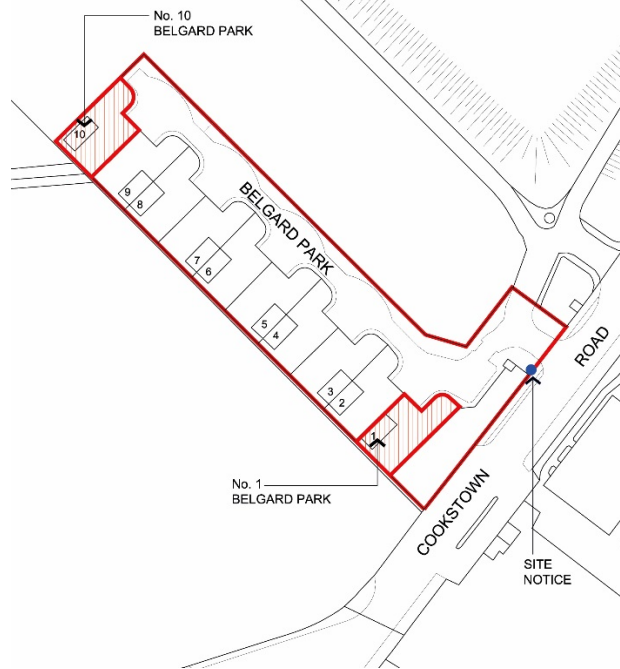 No. 10
BELGARD PARK
10
9
8
BELGARD PARK
7
6
5
4
ROAD
3
2
1
No. 1
BELGARD PARK
COOKSTOWN
SITE
NOTICE